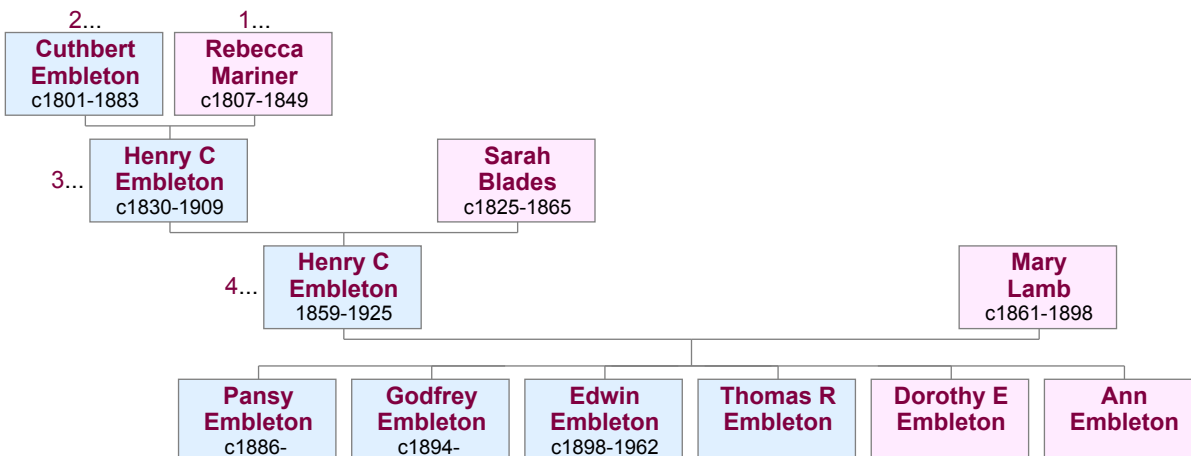 2... 1...
Cuthbert
Embleton
c1801-1883
Rebecca
Mariner
c1807-1849
3...
Henry C
Embleton
c1830-1909
Sarah
Blades
c1825-1865
4...
Henry C
Embleton
1859-1925
Mary
Lamb
c1861-1898
Pansy
Embleton
c1886-
Godfrey
Embleton
c1894-
Edwin
Embleton
c1898-1962
Thomas R
Embleton
Dorothy E
Embleton
Ann
Embleton